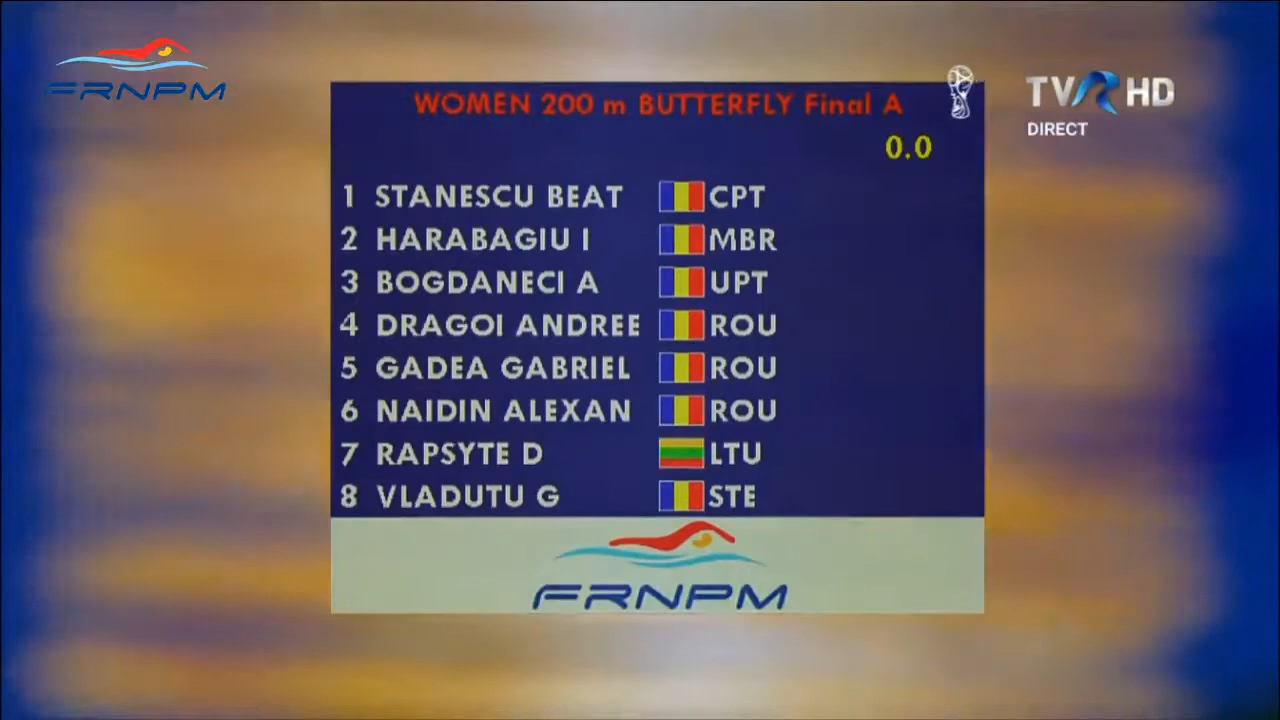 FRNPM
TVR HD
DIRECT
WOMEN 200 m BUTTERFLY Final A
0.0
1 STANESCU BEAT CPT
2 HARABAGIU I MBR
3 BOGDANECI A UPT
4 DRAGOI ANDREE ROU
5 GADEA GABRIEL ROU
6 NAIDIN ALEXAN ROU
7 RAPSYTE D LTU
8 VLADUTU G STE
FRNPM